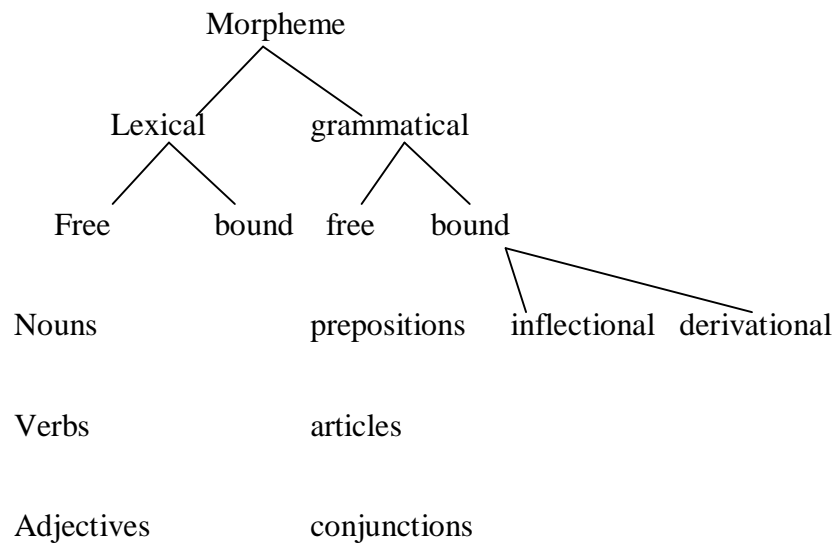 Morpheme
Lexical grammatical
Free bound free bound
Nouns prepositions inflectional derivational
Verbs articles
Adjectives conjunctions